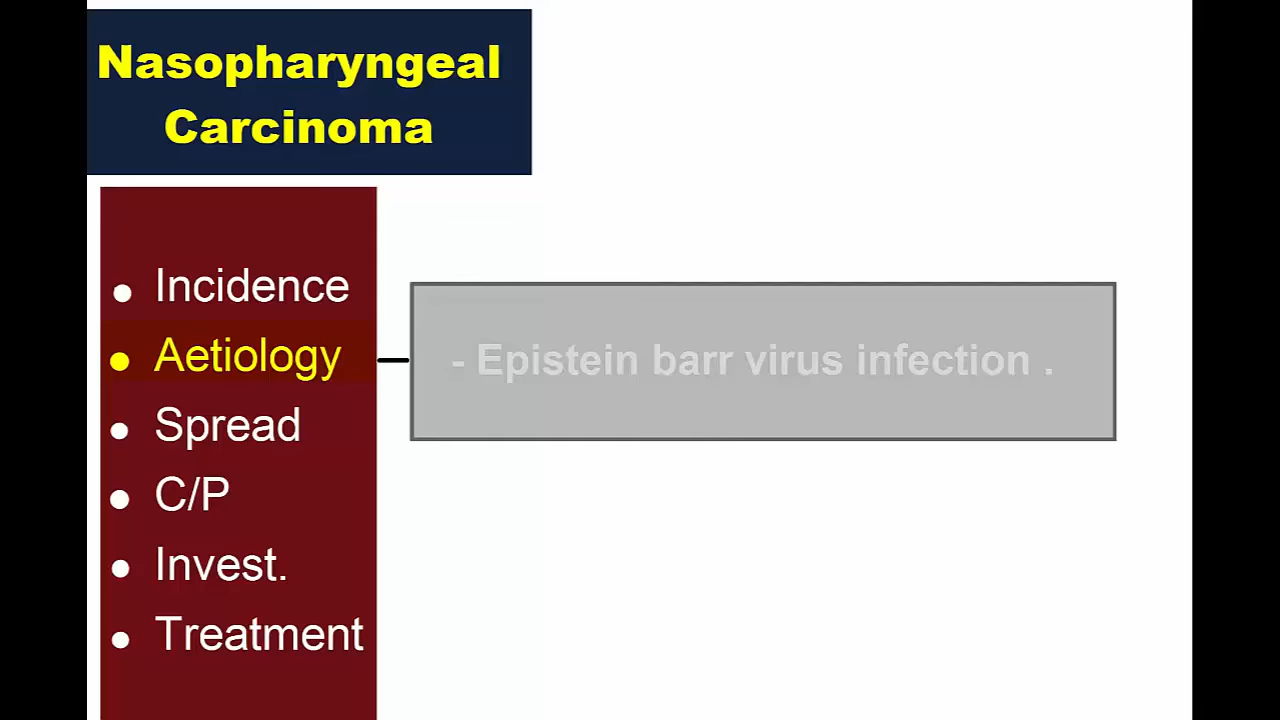 Nasopharyngeal
Carcinoma
• Incidence
• Aetiology
- Epistein barr virus infection .
• Spread
• C/P
• Invest.
• Treatment